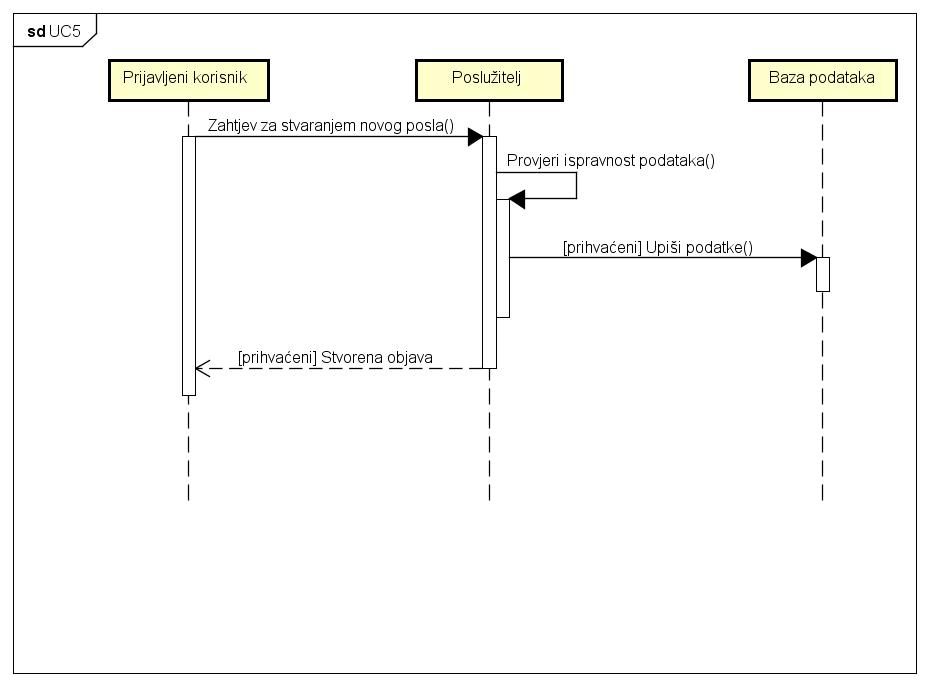 sd UC5
Prijavljeni korisnik
Poslužitelj
Baza podataka
Zahtjev za stvaranjem novog posla()
Provjeri ispravnost podataka()
[prihvaćeni] Upiši podatke()
[prihvaćeni] Stvorena objava